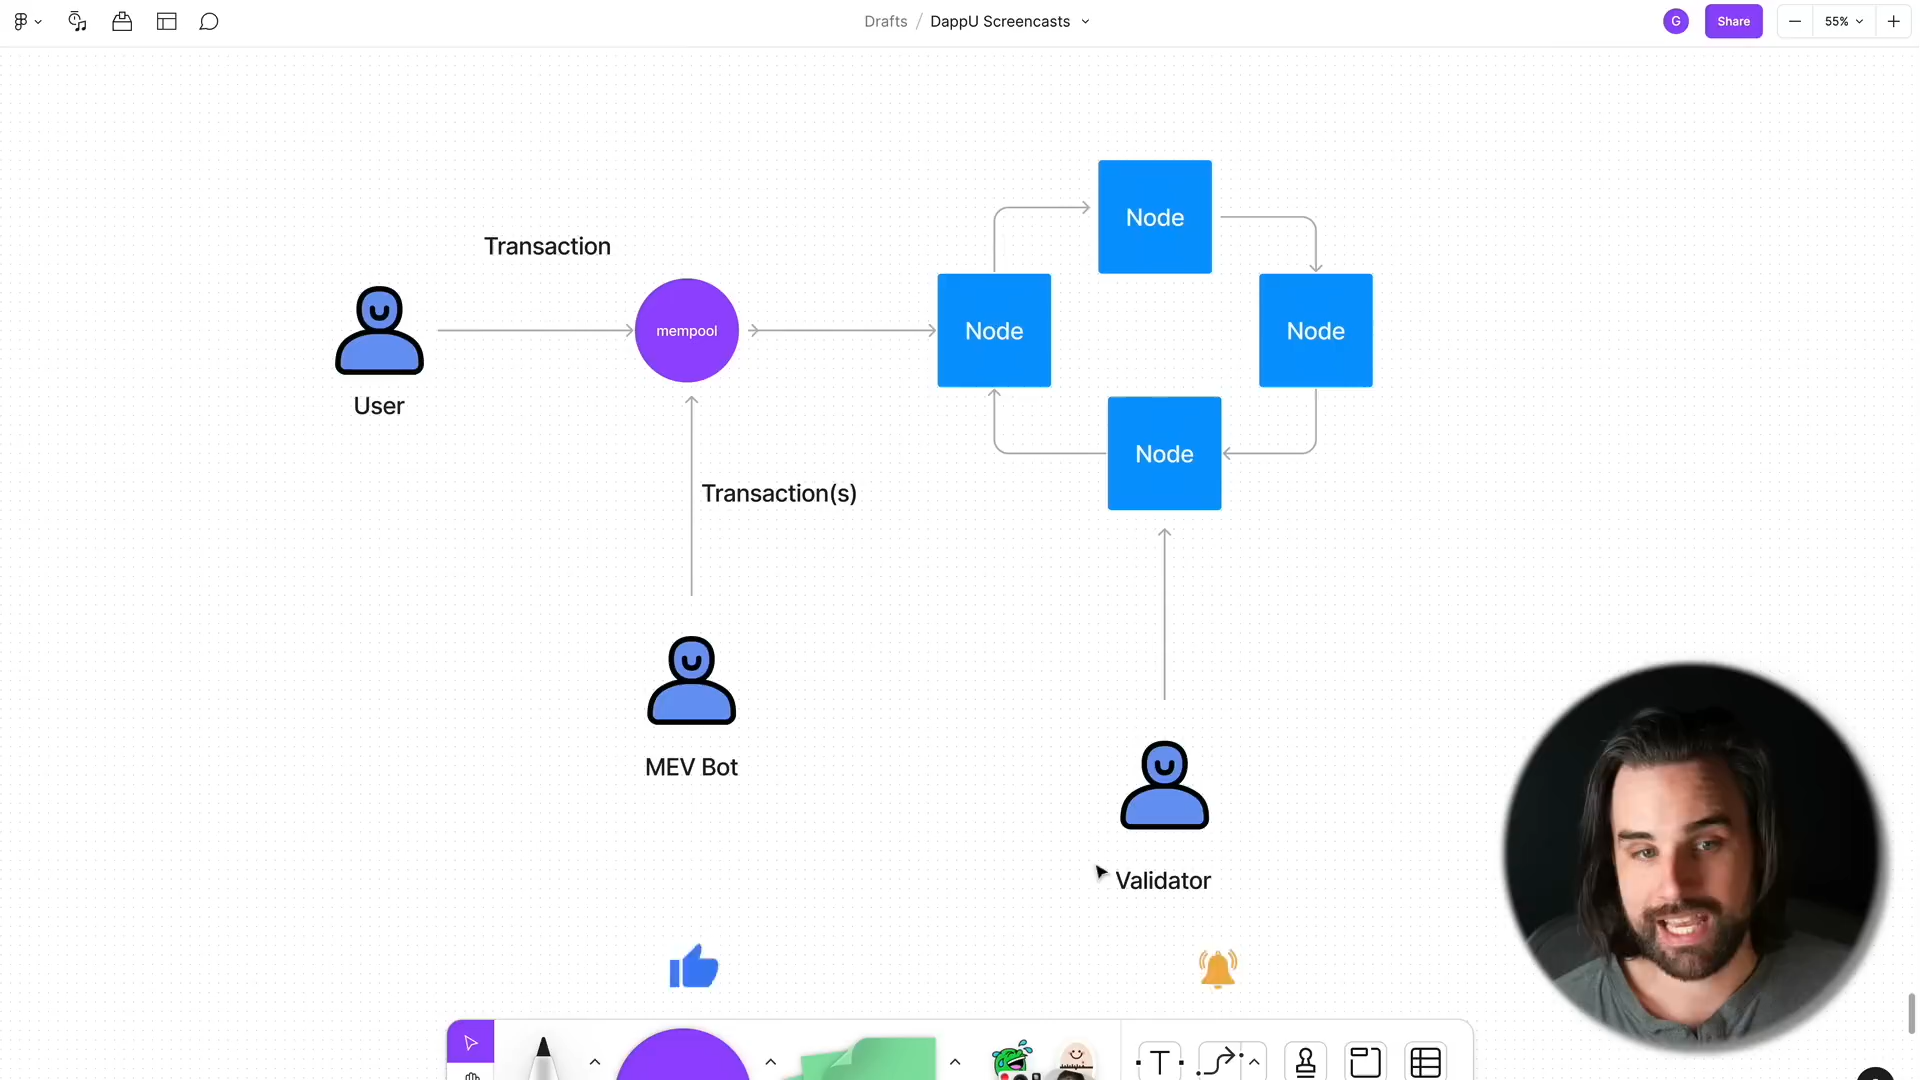 Drafts / DappU Screencasts
G
Share
55%
Transaction
User
mempool
Node
Node
Node
Node
Transaction(s)
MEV Bot
Validator
T